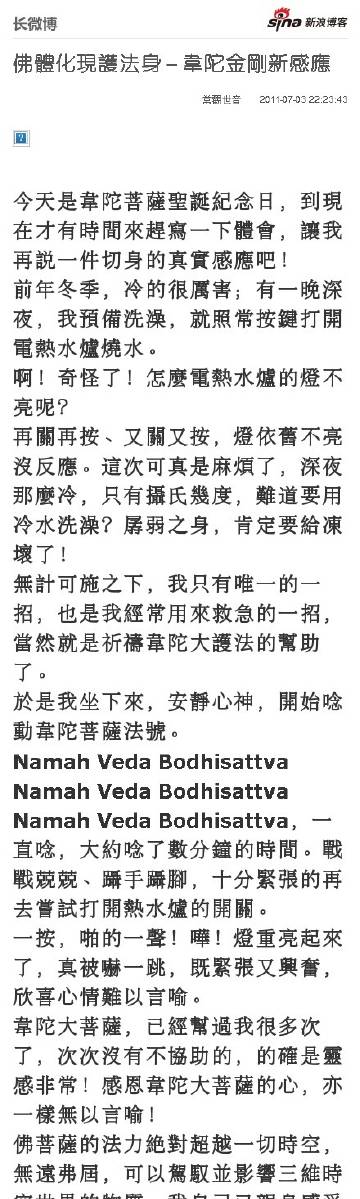 长微博
sina 新浪博客
佛體化現護法身 – 韋陀金剛新感應
2011-07-03 22:23:43
今天是韋陀菩薩聖誕紀念日，到現
在才有時間來趕寫一下體會，讓我
再説一件切身的真實感應吧！
前年冬季，冷的很厲害；有一晚深
夜，我預備洗澡，就照常按鍵打開
電熱水爐燒水。
啊！奇怪了！怎麼電熱水爐的燈不
亮呢？
再關再按、又關又按，燈依舊不亮
沒反應。這次可真是麻煩了，深夜
那麼冷，只有攝氏幾度，難道要用
冷水洗澡？孱弱之身，肯定要給凍
壞了！
無計可施之下，我只有唯一的一
招，也是我經常用來救急的一招，
當然就是祈禱韋陀大護法的幫助
了。
於是我坐下來，安靜心神，開始唸
動韋陀菩薩法號。
Namah Veda Bodhisattva
Namah Veda Bodhisattva
Namah Veda Bodhisattva，一
直唸，大約唸了數分鐘的時間。戰
戰兢兢、躡手躡腳，十分緊張的再
去嘗試打開熱水爐的開關。
一按，啪的一聲！嘩！燈重亮起來
了，真被嚇一跳，既緊張又興奮，
欣喜心情難以言喻。
韋陀大菩薩，已經幫過我很多次
了，次次沒有不協助的，的確是靈
感非常！感恩韋陀大菩薩的心，亦
一樣無以言喻！
佛菩薩的法力絕對超越一切時空，
無遠弗屆，可以駕馭並影響三維時